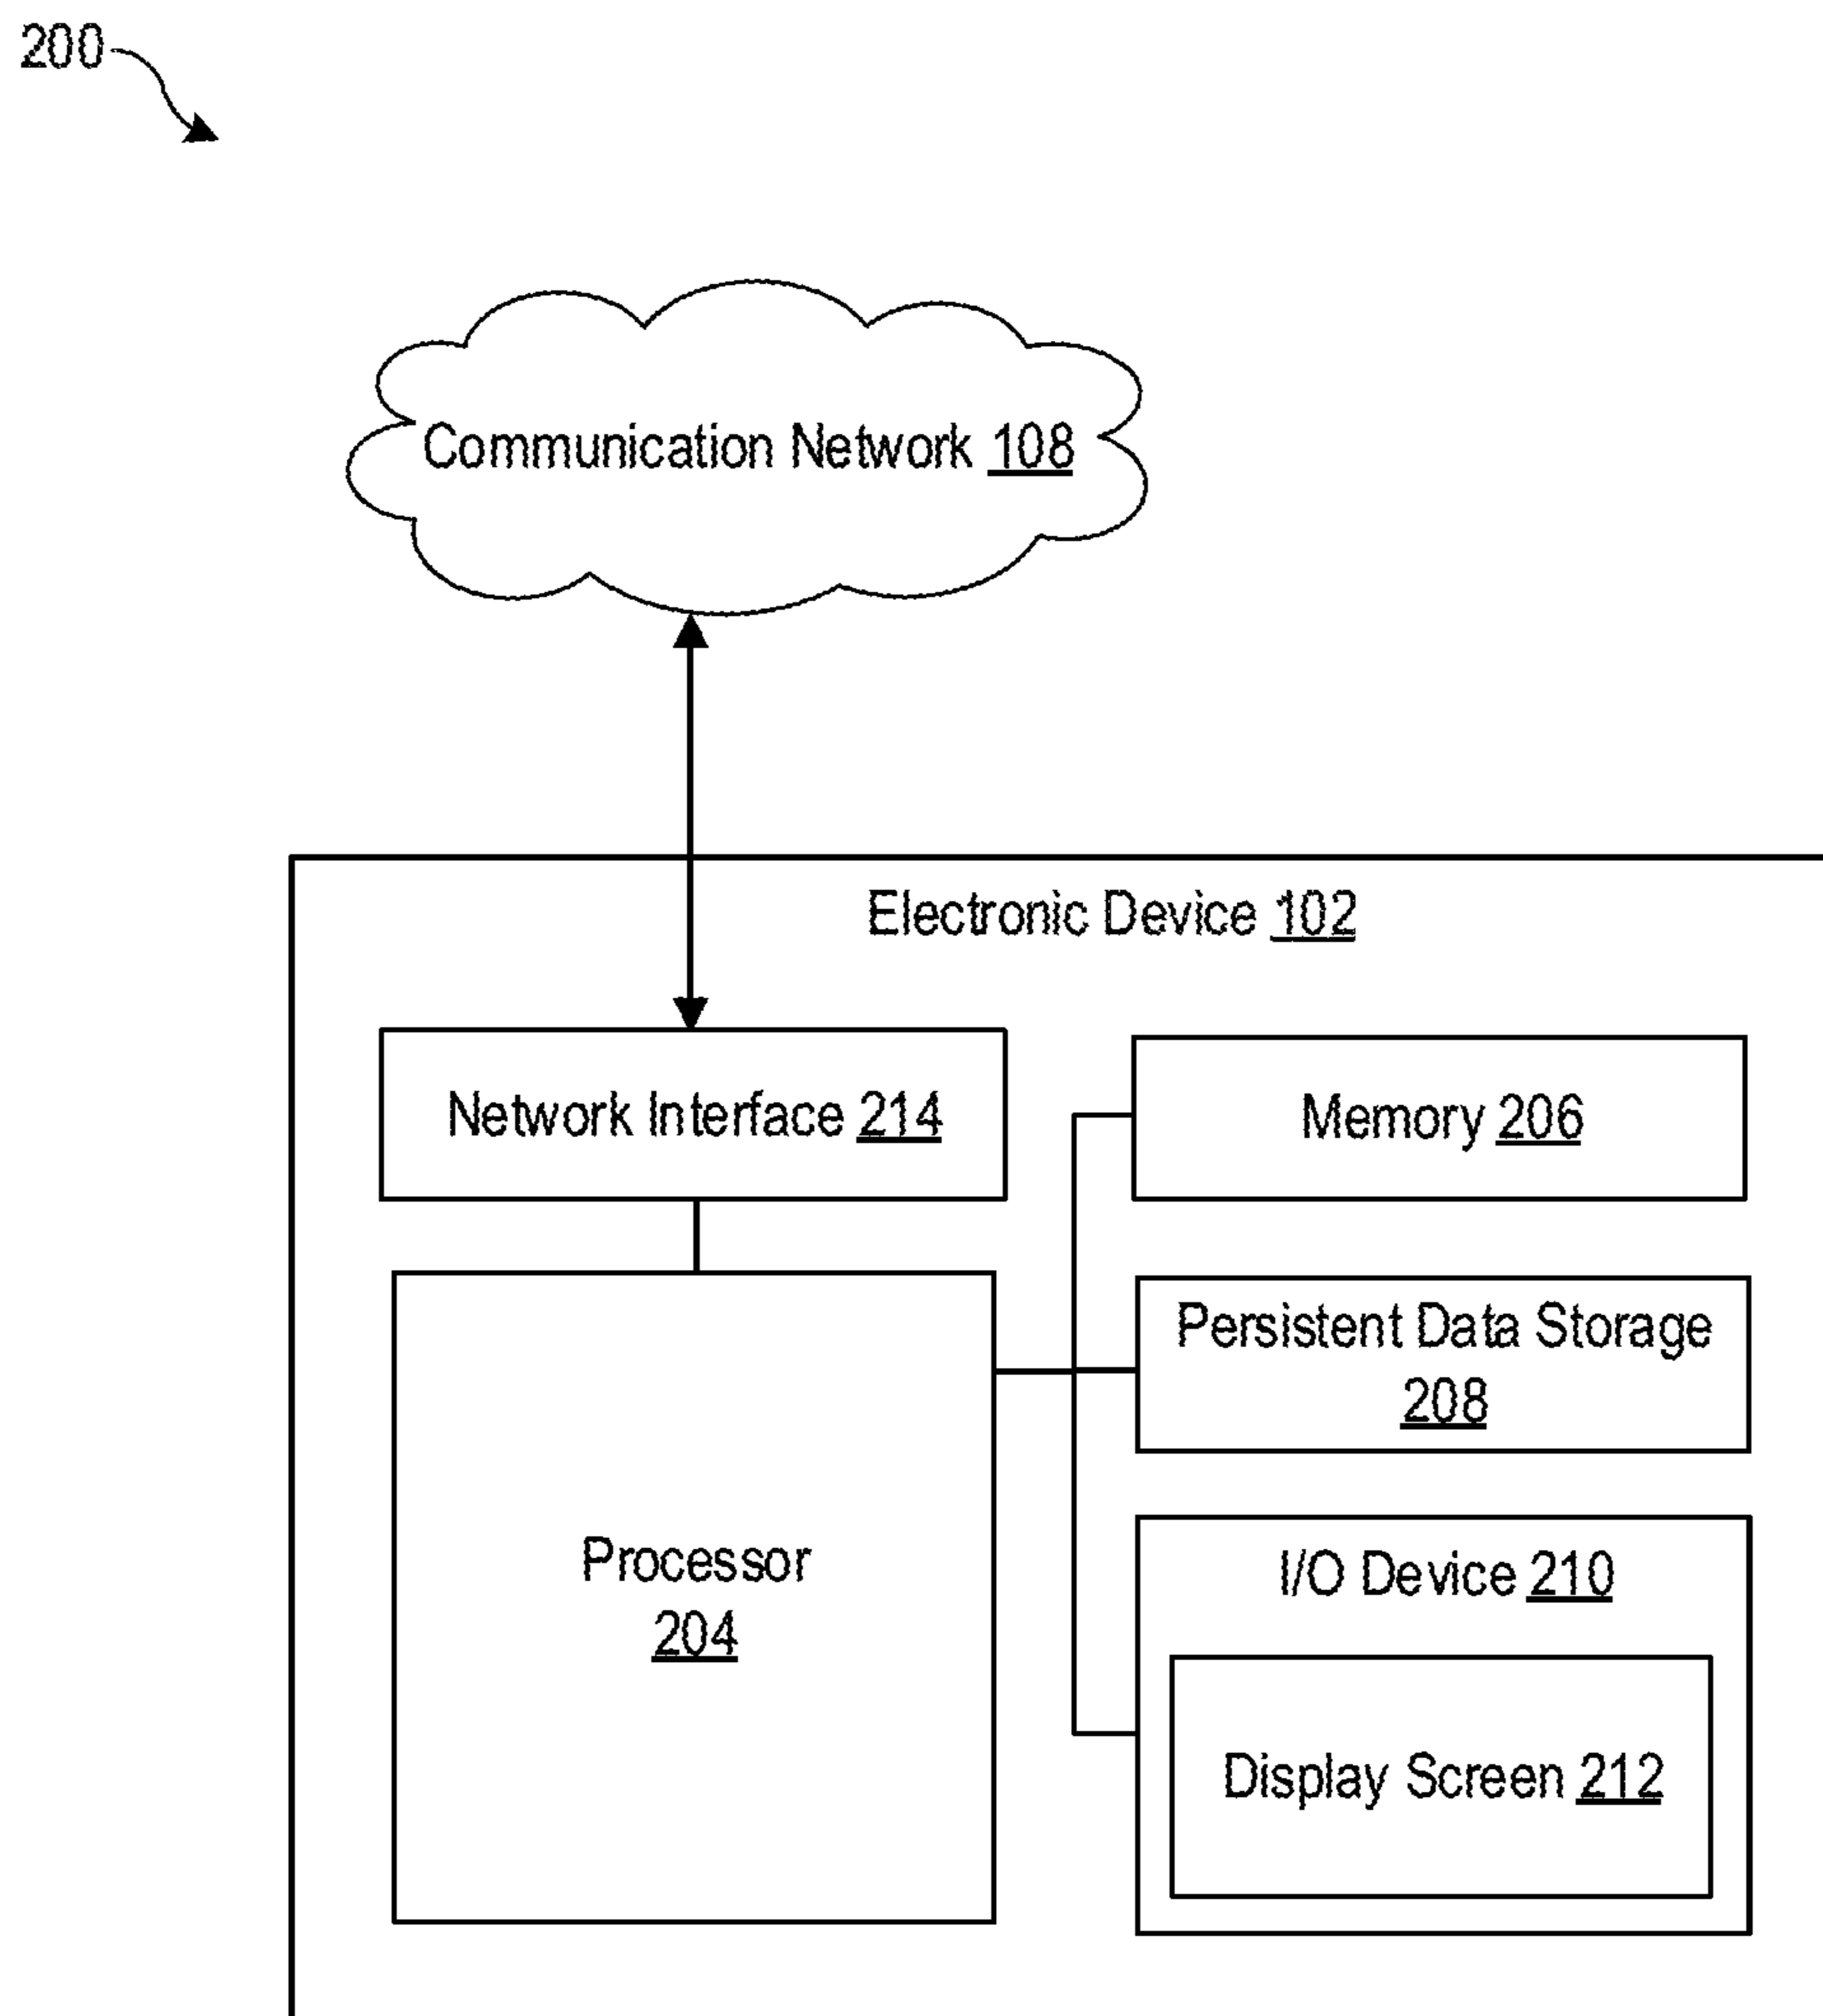 200
Communication Network 108
Electronic Device 102
Network Interface 214
Memory 206
Persistent Data Storage
208
Processor
204
I/O Device 210
Display Screen 212